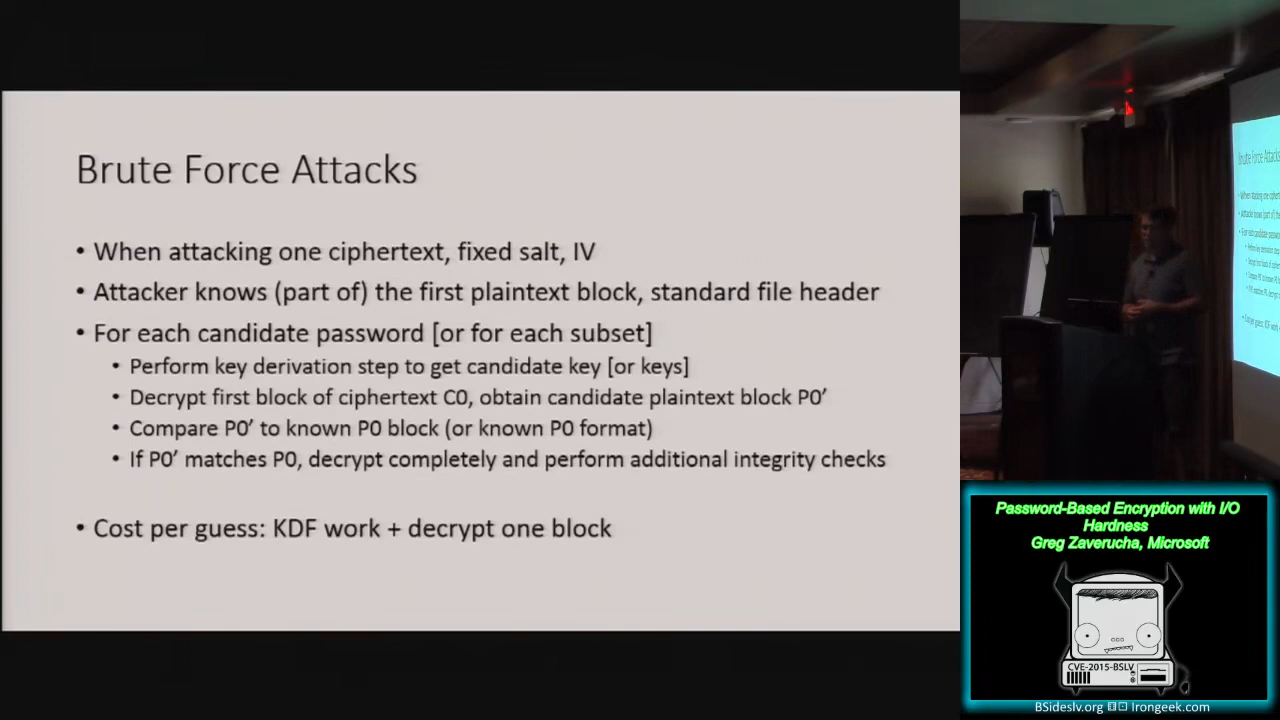 Brute Force Attacks
• When attacking one ciphertext, fixed salt, IV
• Attacker knows (part of) the first plaintext block, standard file header
• For each candidate password [or for each subset]
• Perform key derivation step to get candidate key [or keys]
• Decrypt first block of ciphertext C0, obtain candidate plaintext block P0’
• Compare P0’ to known P0 block (or known P0 format)
• If P0’ matches P0, decrypt completely and perform additional integrity checks
• Cost per guess: KDF work + decrypt one block
Password-Based Encryption with I/O
Hardness
Greg Zaverucha, Microsoft
CVE-2015-BSLV
BSideslv.org Irongeek.com